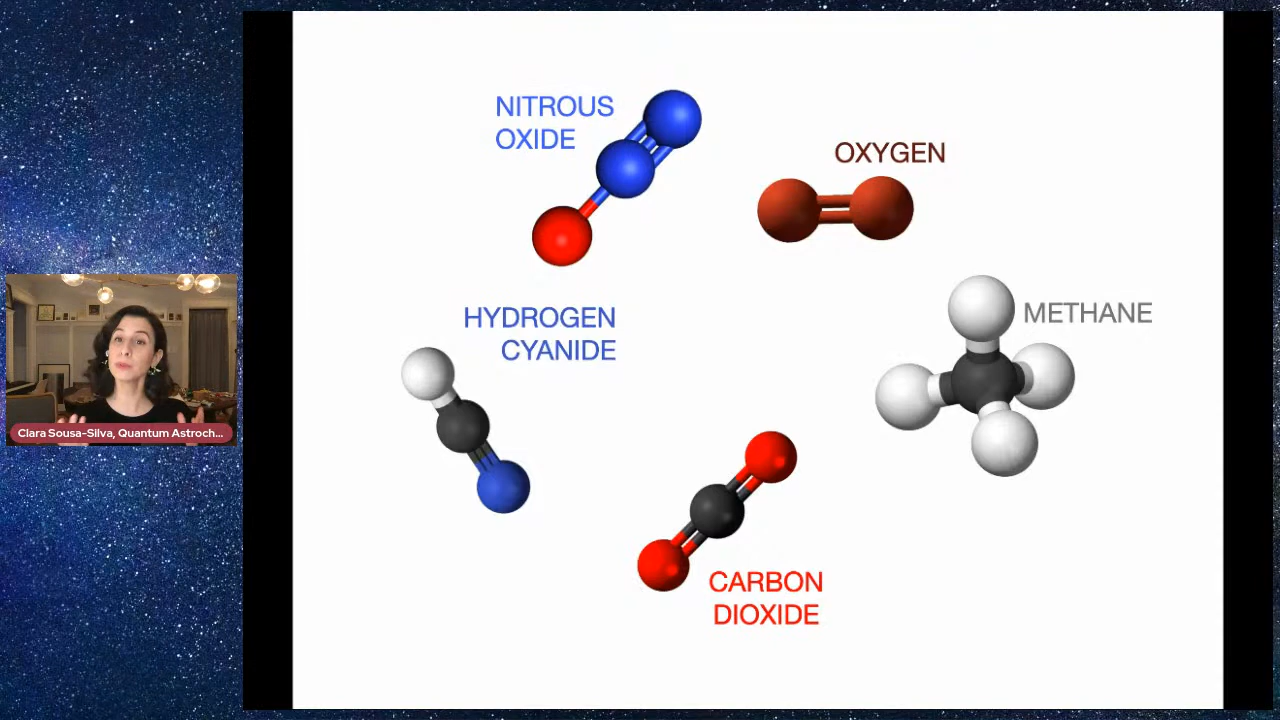 NITROUS
OXIDE
OXYGEN
HYDROGEN
CYANIDE
METHANE
CARBON
DIOXIDE
Clara Sousa-Silva, Quantum Astroch...